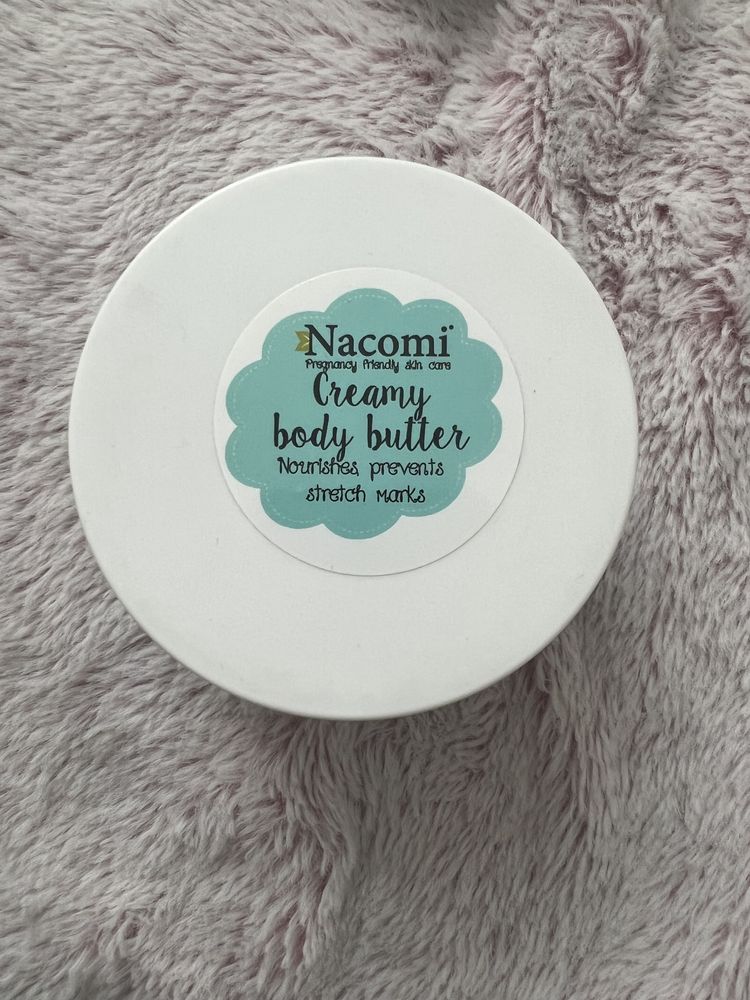 Nacomi
Pregnancy friendly skin care
Creamy
body butter
Nourishes, prevents
stretch marks